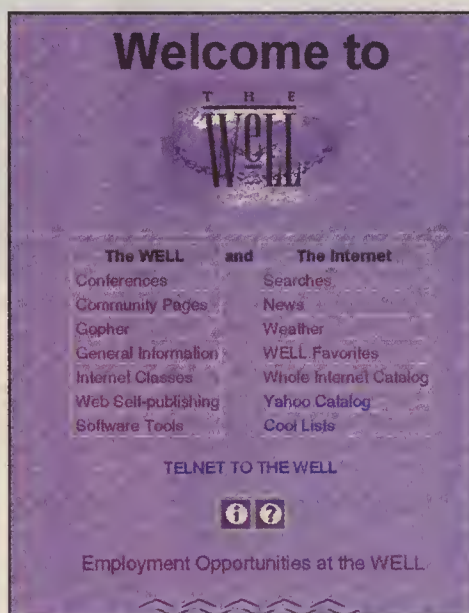 Welcome to
THE
WELL
The WELL and The Internet
Conferences Searches
Community Pages News
Gopher Weather
General Information WELL Favorites
Internet Classes Whole Internet Catalog
Web Self-publishing Yahoo Catalog
Software Tools Cool Lists
TELNET TO THE WELL
i ?
Employment Opportunities at the WELL